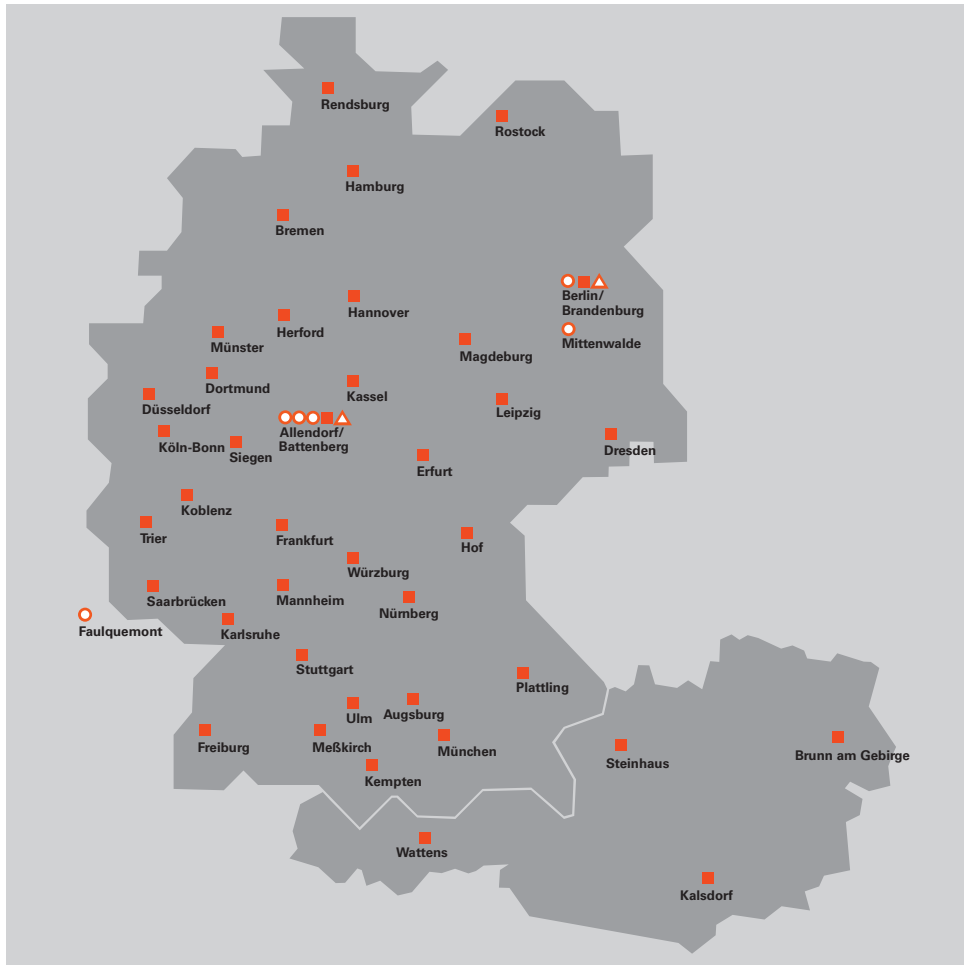 Rendsburg
Rostock
Hamburg
Bremen
Berlin/
Brandenburg
Hannover
Herford
Mittenwalde
Münster
Magdeburg
Dortmund
Kassel
Düsseldorf
Leipzig
Allendorf/
Battenberg
Köln-Bonn
Siegen
Dresden
Erfurt
Koblenz
Trier
Frankfurt
Hof
Würzburg
Saarbrücken
Mannheim
Nürnberg
Faulquemont
Karlsruhe
Stuttgart
Plattling
Ulm
Augsburg
Freiburg
Meßkirch
München
Steinhaus
Brunn am Gebirge
Kempten
Wattens
Kalsdorf